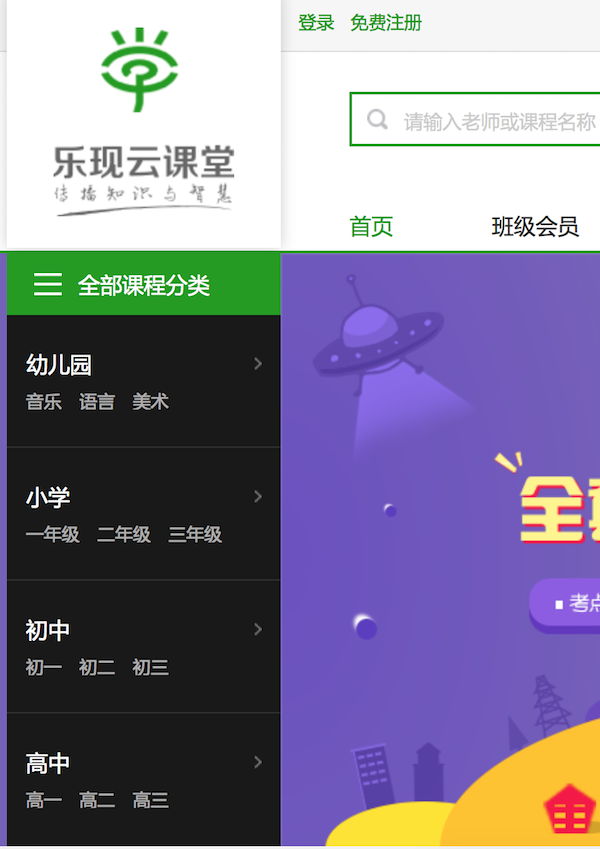 登录 免费注册
乐现云课堂
传播知识与智慧
请输入老师或课程名称
首页 班级会员
全部课程分类
幼儿园
音乐 语言 美术
小学
一年级 二年级 三年级
初中
初一 初二 初三
高中
高一 高二 高三
全
考点